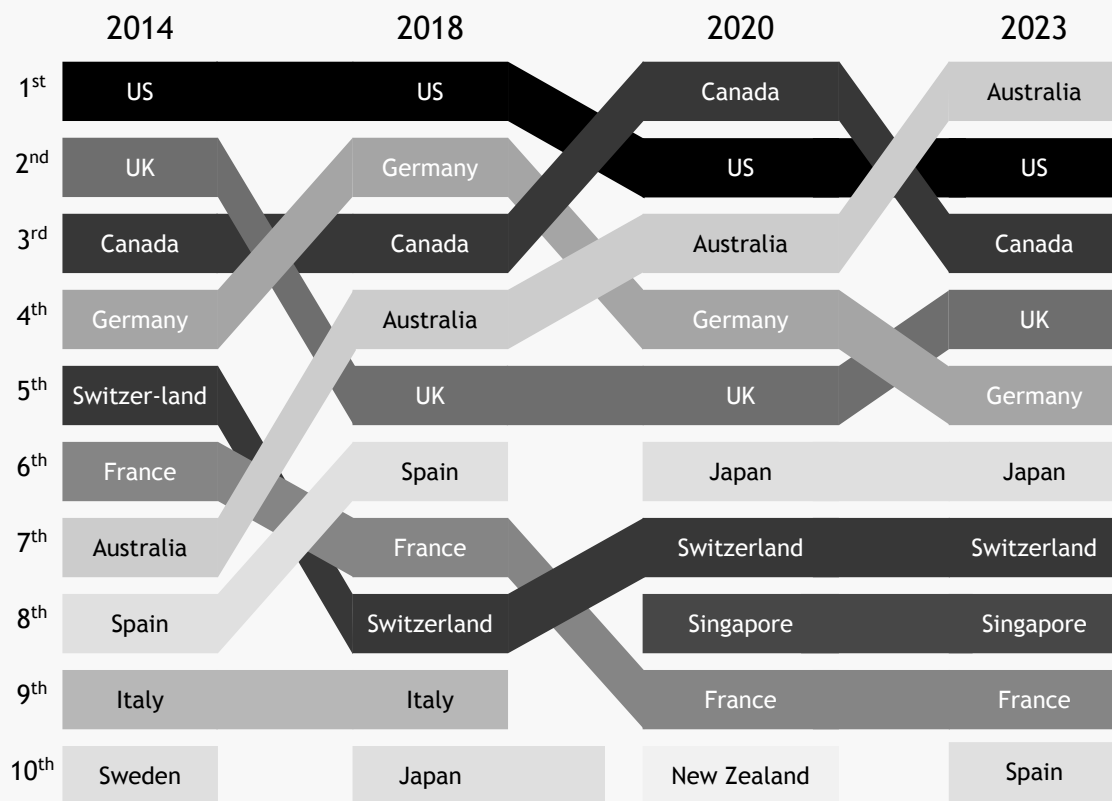 2014 2018 2020 2023
1st US US Canada Australia
2nd UK Germany US US
3rd Canada Canada Australia Canada
4th Germany Australia Germany UK
5th Switzer-land UK UK Germany
6th France Spain Japan Japan
7th Australia France Switzerland Switzerland
8th Spain Switzerland Singapore Singapore
9th Italy Italy France France
10th Sweden Japan New Zealand Spain